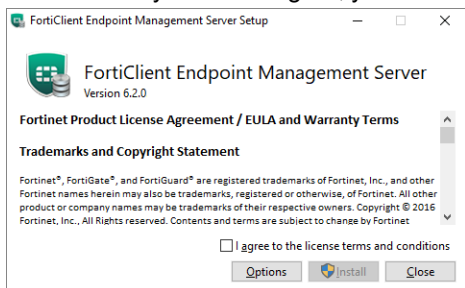 FortiClient Endpoint Management Server Setup
FortiClient Endpoint Management Server
Version 6.2.0
Fortinet Product License Agreement / EULA and Warranty Terms
Trademarks and Copyright Statement
Fortinet®, FortiGate®, and FortiGuard® are registered trademarks of Fortinet, Inc., and other
Fortinet names herein may also be trademarks, registered or otherwise, of Fortinet. All other
product or company names may be trademarks of their respective owners. Copyright © 2016
Fortinet, Inc., All Rights reserved. Contents and terms are subject to change by Fortinet
I agree to the license terms and conditions
Options Install Close